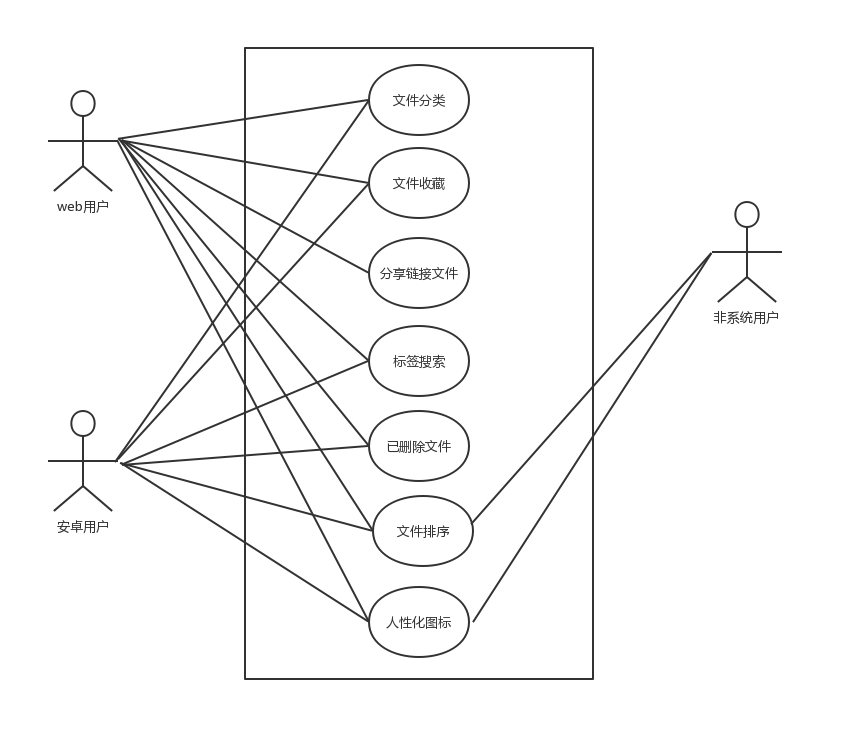 文件分类
文件收藏
web用户
分享链接文件
非系统用户
标签搜索
已删除文件
安卓用户
文件排序
人性化图标